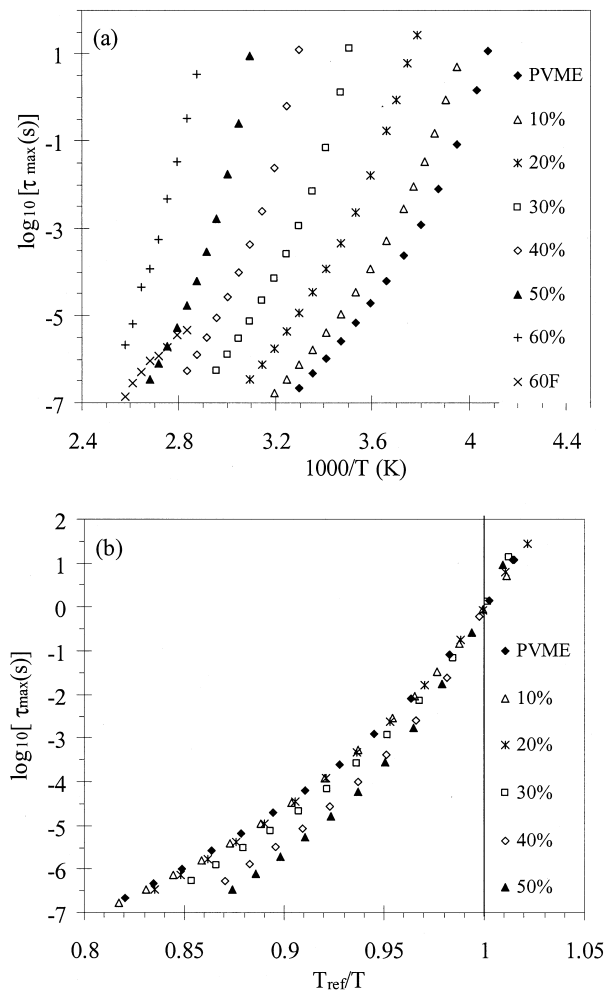 (a)
log10 [τ max(s)]
1
-1
-3
-5
-7
2.4 2.8 3.2 3.6 4 4.4
1000/T (K)
PVME
10%
20%
30%
40%
50%
60%
60F
(b)
log10[ τmax(s)]
2
1
0
-1
-2
-3
-4
-5
-6
-7
0.8 0.85 0.9 0.95 1 1.05
Tref/T
PVME
10%
20%
30%
40%
50%